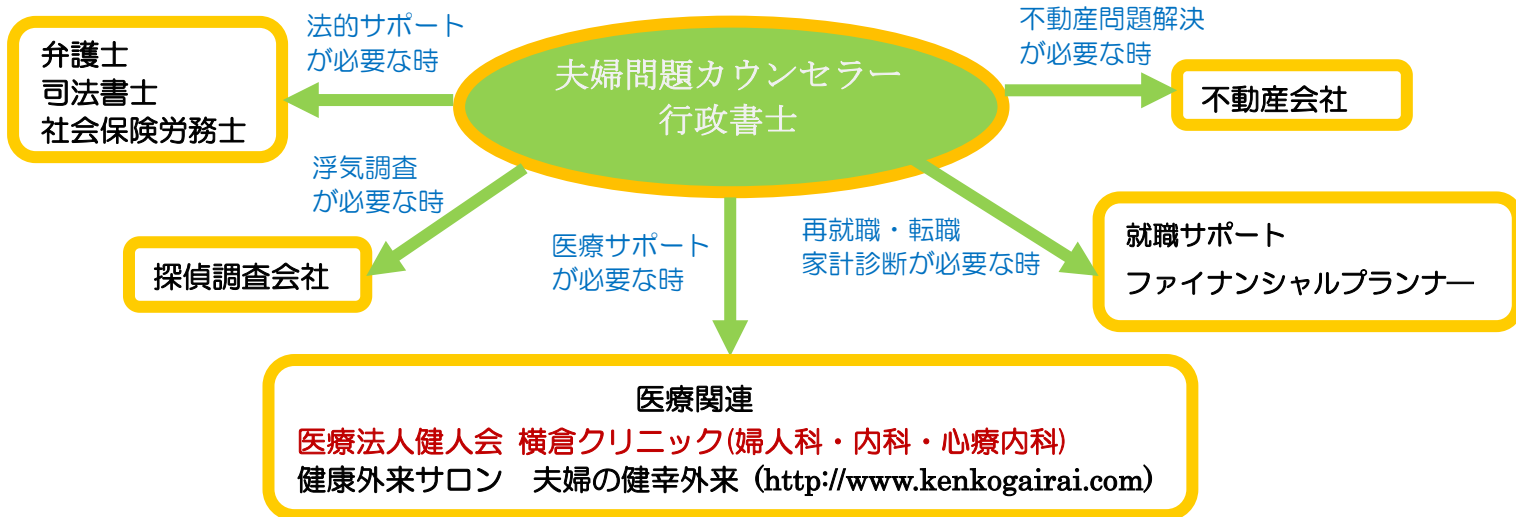 法的サポート
が必要な時
不動産問題解決
が必要な時
弁護士
司法書士
社会保険労務士
夫婦問題カウンセラー
行政書士
不動産会社
浮気調査
が必要な時
医療サポート
が必要な時
再就職・転職
家計診断が必要な時
探偵調査会社
就職サポート
ファイナンシャルプランナ―
医療関連
医療法人健人会 横倉クリニック(婦人科・内科・心療内科)
健康外来サロン　夫婦の健幸外来 (http://www.kenkogairai.com)